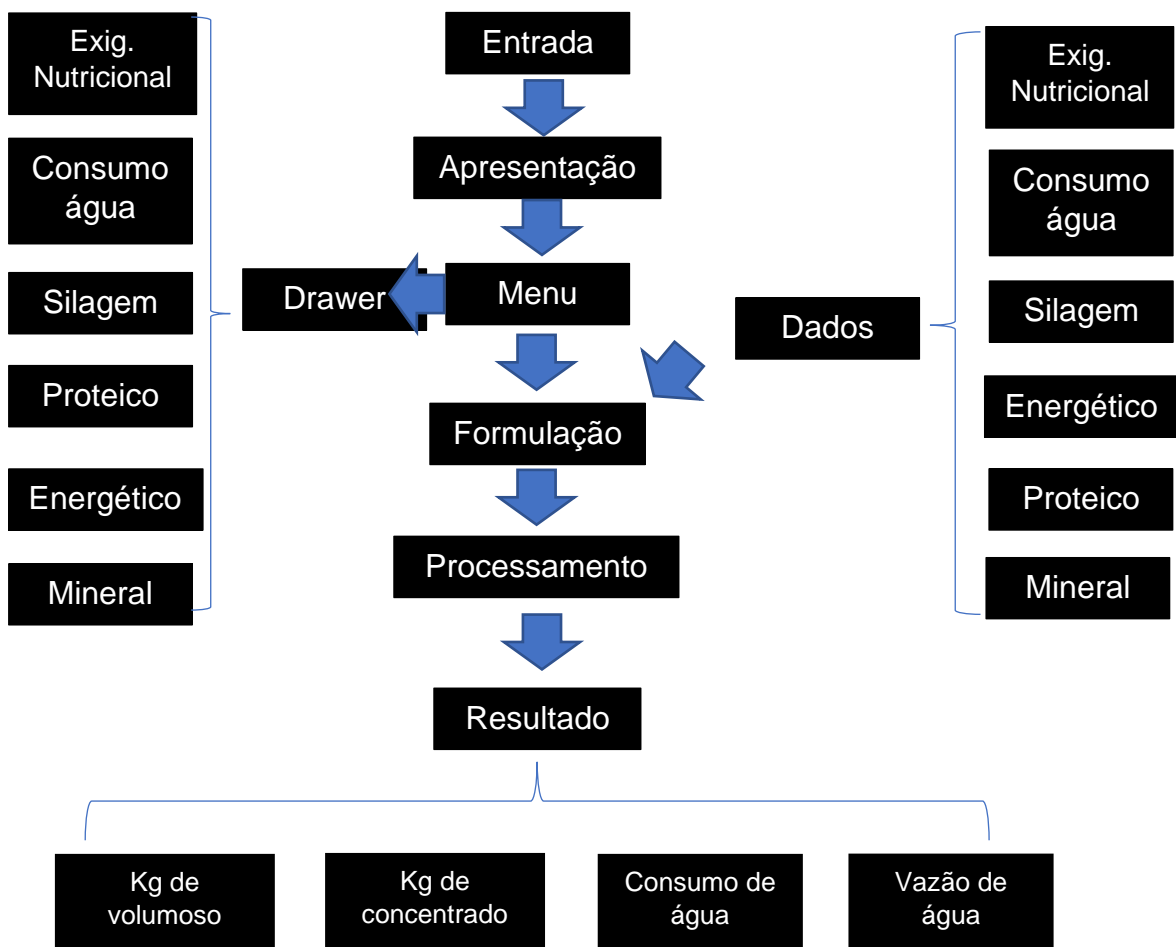 Exig.
Nutricional
Consumo
água
Silagem
Proteico
Energético
Mineral
Drawer
Entrada
Apresentação
Menu
Formulação
Processamento
Resultado
Dados
Exig.
Nutricional
Consumo
água
Silagem
Energético
Proteico
Mineral
Kg de
volumoso
Kg de
concentrado
Consumo de
água
Vazão de
água